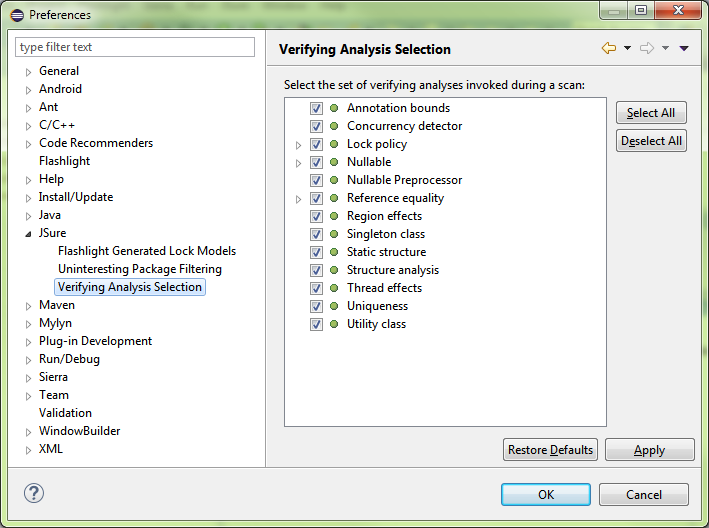 Preferences
type filter text
General
Android
Ant
C/C++
Code Recommenders
Flashlight
Help
Install/Update
Java
JSure
Flashlight Generated Lock Models
Uninteresting Package Filtering
Verifying Analysis Selection
Maven
Mylyn
Plug-in Development
Run/Debug
Sierra
Team
Validation
WindowBuilder
XML
Verifying Analysis Selection
Select the set of verifying analyses invoked during a scan:
Annotation bounds
Concurrency detector
Lock policy
Nullable
Nullable Preprocessor
Reference equality
Region effects
Singleton class
Static structure
Structure analysis
Thread effects
Uniqueness
Utility class
Select All
Deselect All
Restore Defaults
Apply
?
OK
Cancel